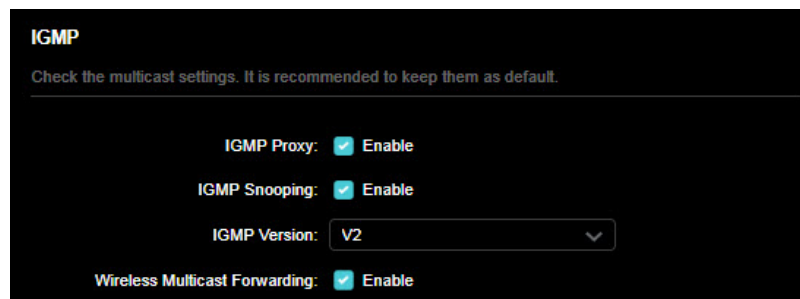 IGMP
Check the multicast settings. It is recommended to keep them as default.
IGMP Proxy: Enable
IGMP Snooping: Enable
IGMP Version: V2
Wireless Multicast Forwarding: Enable